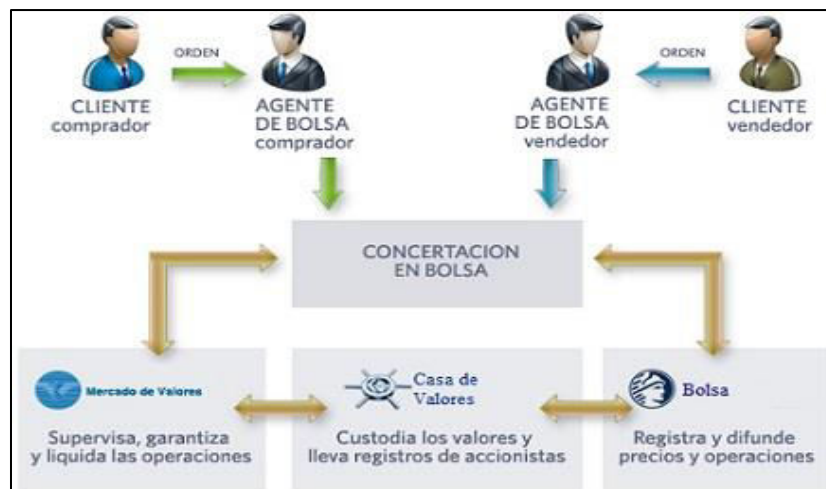 ORDEN
CLIENTE
comprador
AGENTE
DE BOLSA
comprador
ORDEN
AGENTE
DE BOLSA
vendedor
CLIENTE
vendedor
CONCERTACION
EN BOLSA
Mercado de Valores
Supervisa, garantiza
y liquida las operaciones
Casa de
Valores
Custodia los valores y
lleva registros de accionistas
Bolsa
Registra y difunde
precios y operaciones